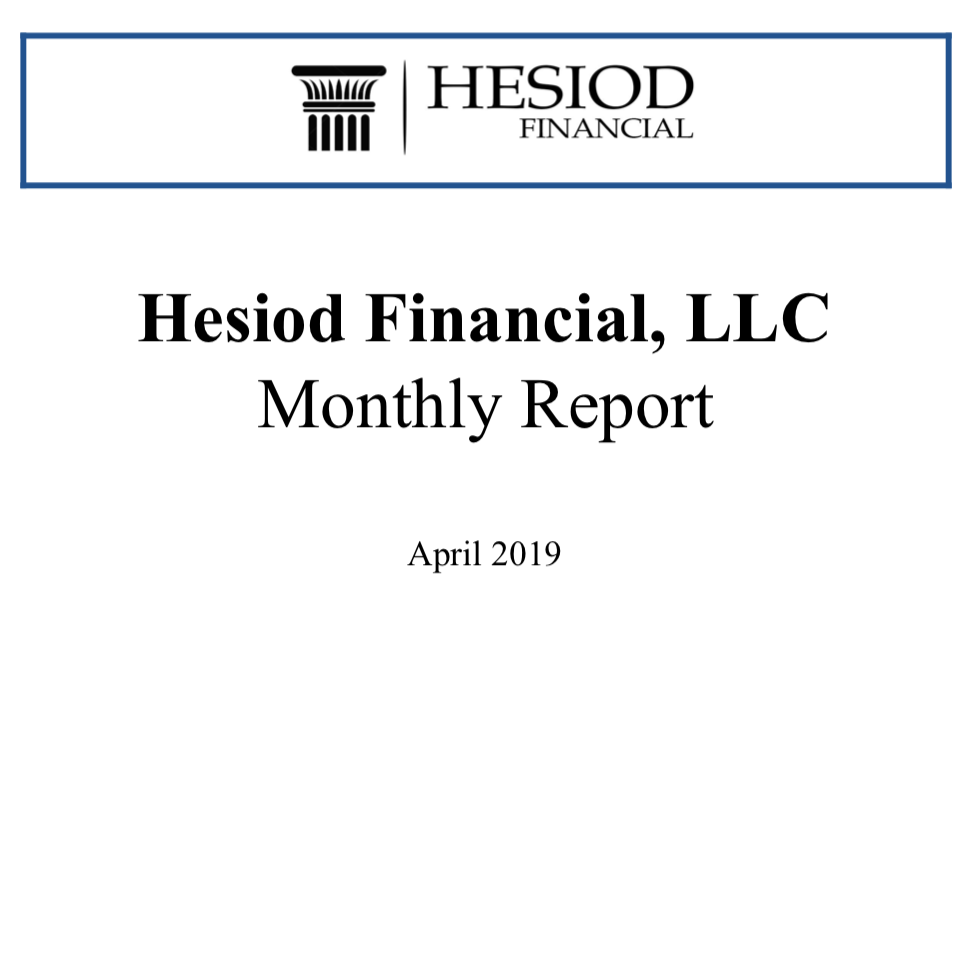 HESIOD
FINANCIAL
Hesiod Financial, LLC
Monthly Report
April 2019